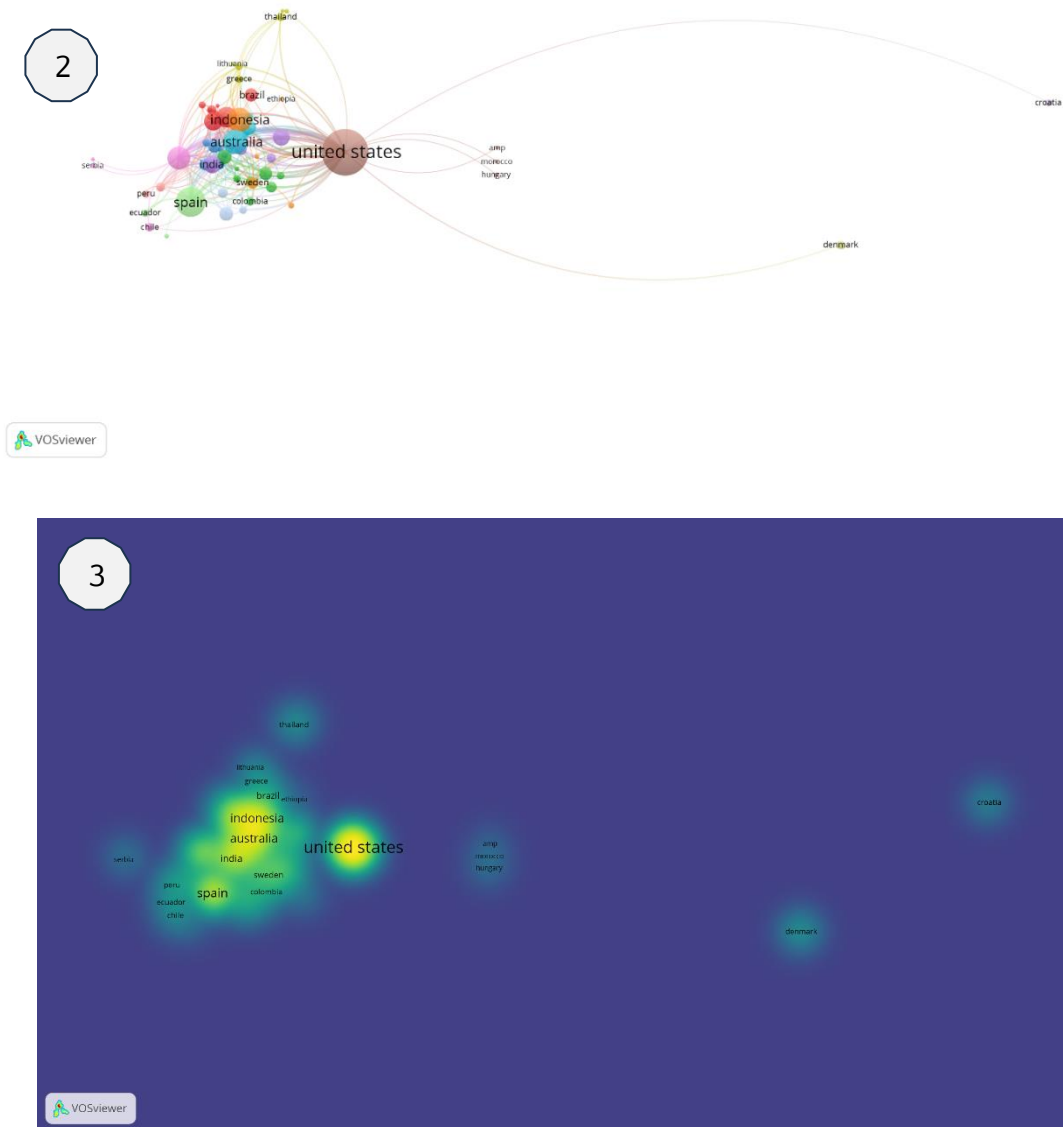 thailand
2
lithuania
greece
brazil
ethiopia
croatia
indonesia
australia
united states
amp
morocco
hungary
serbia
india
sweden
peru
spain
colombia
ecuador
chile
denmark
VOSviewer
3
thailand
lithuania
greece
brazil
ethiopia
croatia
indonesia
australia
united states
amp
morocco
hungary
serbia
india
sweden
peru
spain
colombia
ecuador
chile
denmark
VOSviewer